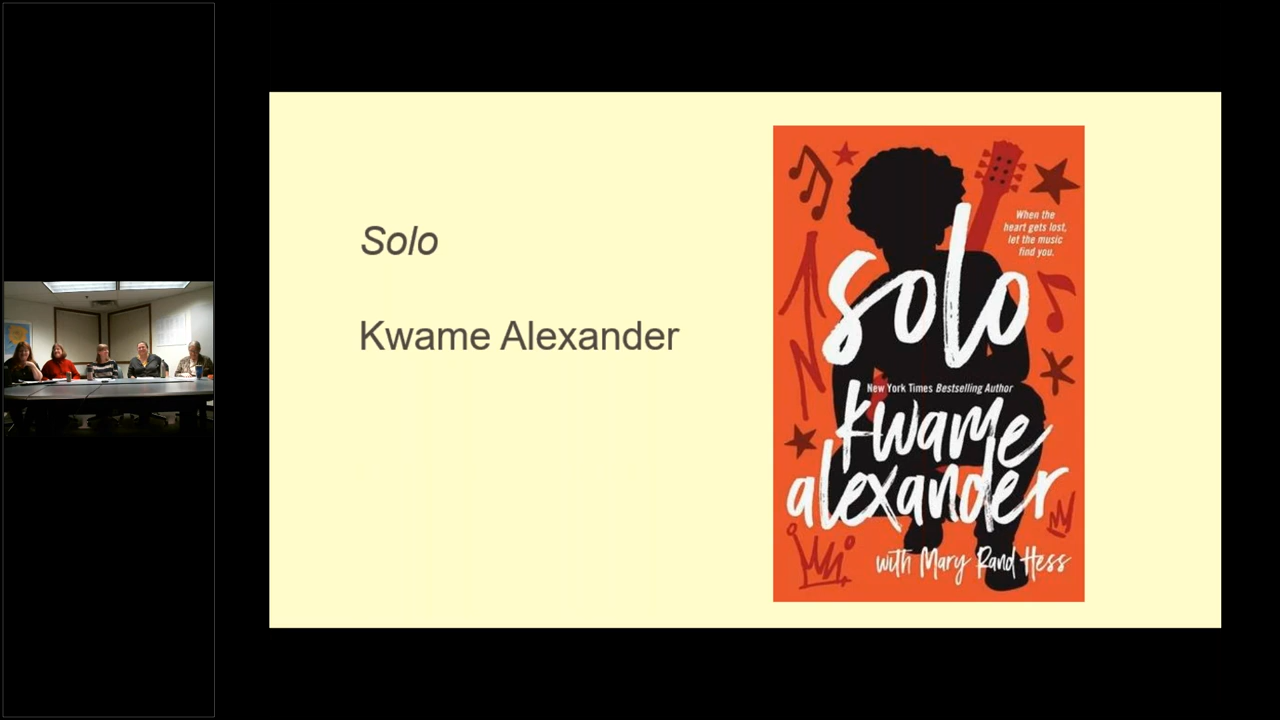 Solo
Kwame Alexander
When the
heart gets lost,
let the music
find you.
solo
New York Times Bestselling Author
kwame
alexander
with Mary Rand Hess